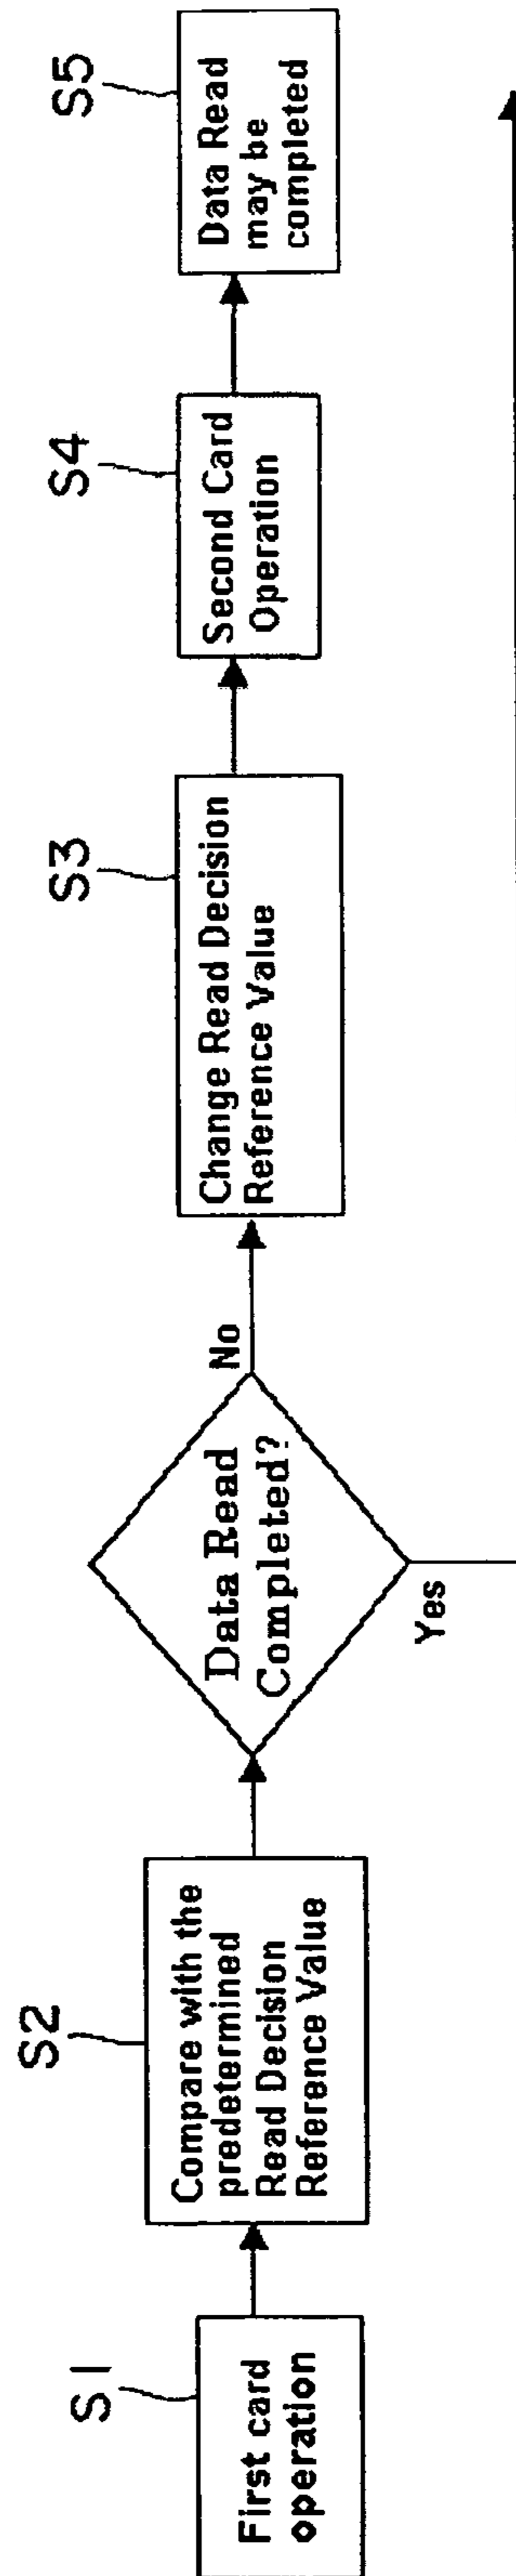 S1
First card
operation
S2
Compare with the
predetermined
Read Decision
Reference Value
Data Read
Completed?
No
Yes
S3
Change Read Decision
Reference Value
S4
Second Card
Operation
S5
Data Read
may be
completed